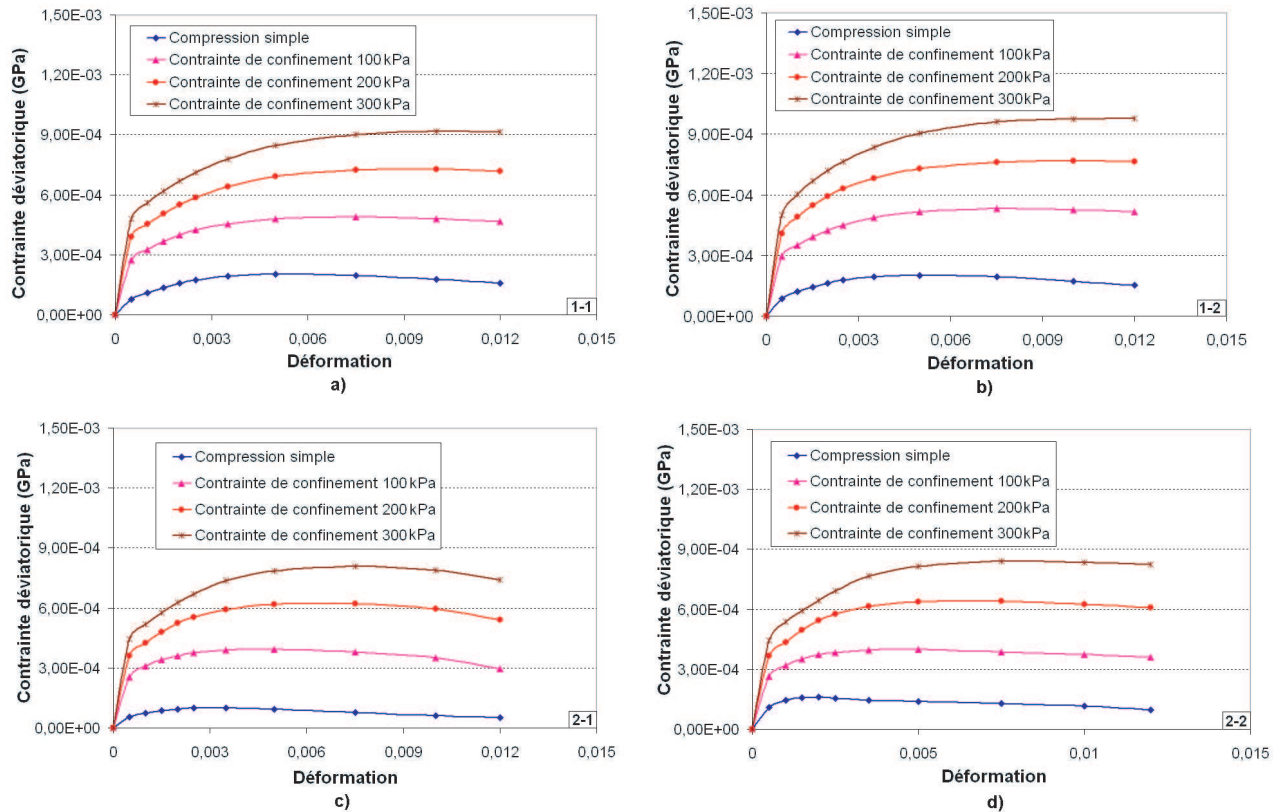 1,50E-03
1,20E-03
9,00E-04
6,00E-04
3,00E-04
0,00E+00
Contrainte déviatorique (GPa)
Compression simple
Contrainte de confinement 100kPa
Contrainte de confinement 200kPa
Contrainte de confinement 300kPa
1-1
0
0,003
0,006
0,009
0,012
0,015
Déformation
a)
1,50E-03
1,20E-03
9,00E-04
6,00E-04
3,00E-04
0,00E+00
Contrainte déviatorique (GPa)
Compression simple
Contrainte de confinement 100kPa
Contrainte de confinement 200kPa
Contrainte de confinement 300kPa
1-2
0
0,003
0,006
0,009
0,012
0,015
Déformation
b)
1,50E-03
1,20E-03
9,00E-04
6,00E-04
3,00E-04
0,00E+00
Contrainte déviatorique (GPa)
Compression simple
Contrainte de confinement 100kPa
Contrainte de confinement 200kPa
Contrainte de confinement 300kPa
2-1
0
0,003
0,006
0,009
0,012
0,015
Déformation
c)
1,50E-03
1,20E-03
9,00E-04
6,00E-04
3,00E-04
0,00E+00
Contrainte déviatorique (GPa)
Compression simple
Contrainte de confinement 100kPa
Contrainte de confinement 200kPa
Contrainte de confinement 300kPa
2-2
0
0,005
0,01
0,015
Déformation
d)